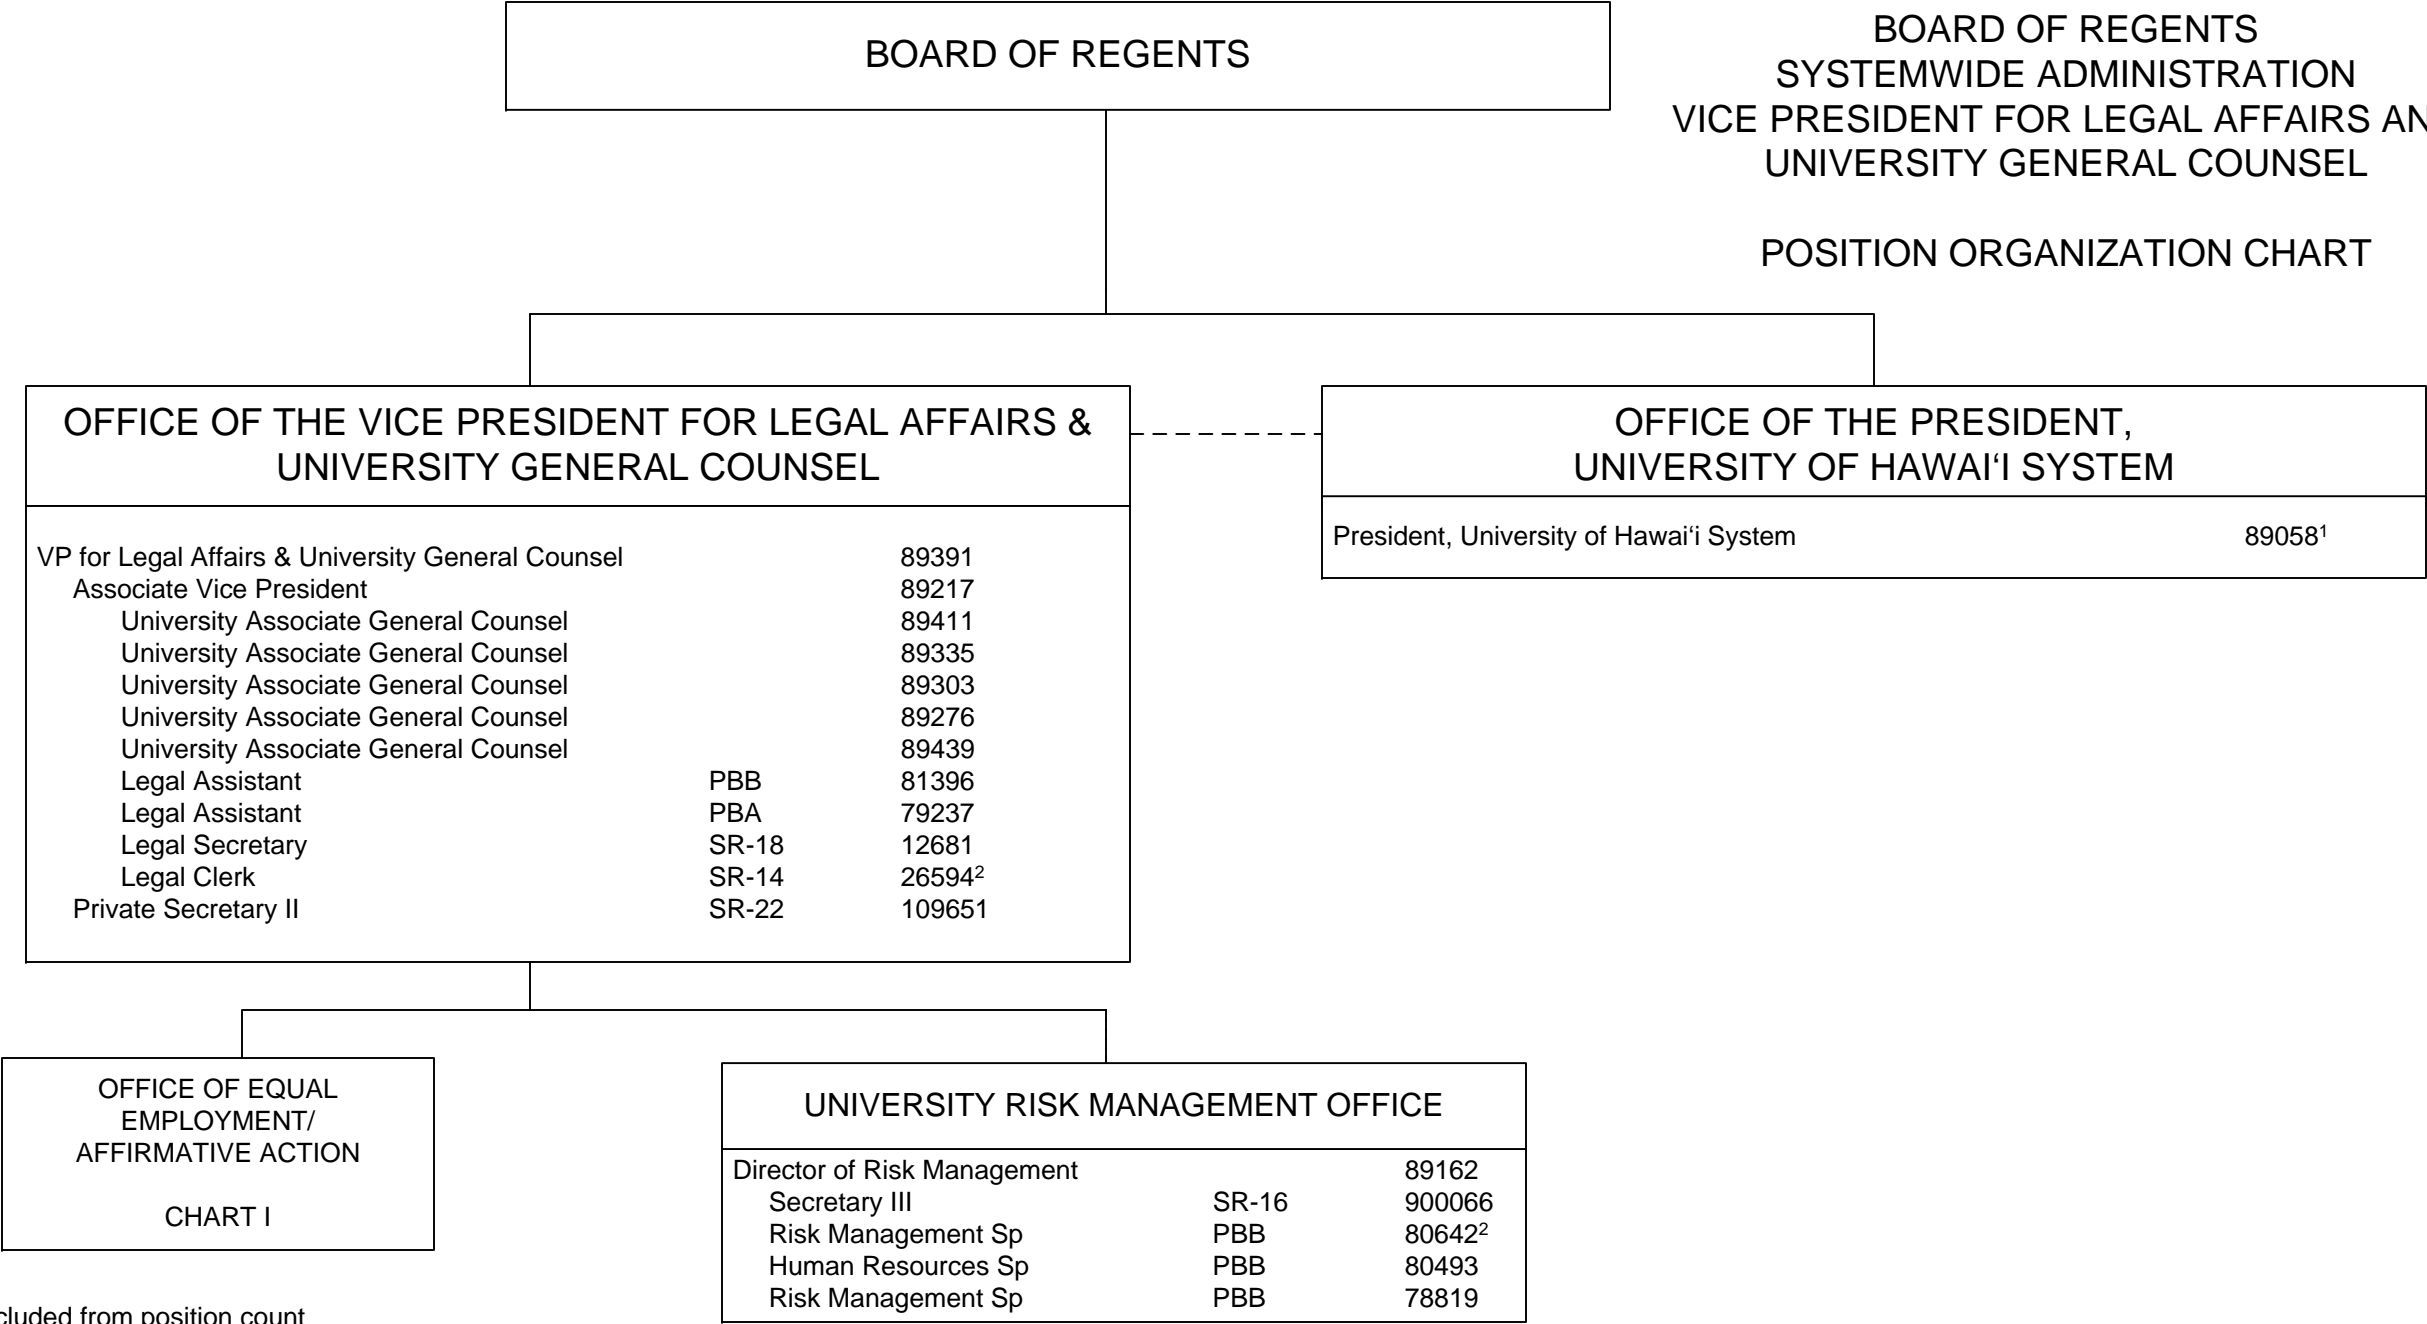 BOARD OF REGENTS
BOARD OF REGENTS
SYSTEMWIDE ADMINISTRATION
VICE PRESIDENT FOR LEGAL AFFAIRS
UNIVERSITY GENERAL COUNSEL
POSITION ORGANIZATION CHART
OFFICE OF THE VICE PRESIDENT FOR LEGAL AFFAIRS &
UNIVERSITY GENERAL COUNSEL
VP for Legal Affairs & University General Counsel 89391
Associate Vice President 89217
University Associate General Counsel 89411
University Associate General Counsel 89335
University Associate General Counsel 89303
University Associate General Counsel 89276
University Associate General Counsel 89439
Legal Assistant PBB 81396
Legal Assistant PBA 79237
Legal Secretary SR-18 12681
Legal Clerk SR-14 26594²
Private Secretary II SR-22 109651
OFFICE OF THE PRESIDENT,
UNIVERSITY OF HAWAI‘I SYSTEM
President, University of Hawai‘i System 89058¹
OFFICE OF EQUAL
EMPLOYMENT/
AFFIRMATIVE ACTION
CHART I
UNIVERSITY RISK MANAGEMENT OFFICE
Director of Risk Management 89162
Secretary III SR-16 900066
Risk Management Sp PBB 80642²
Human Resources Sp PBB 80493
Risk Management Sp PBB 78819
from position count